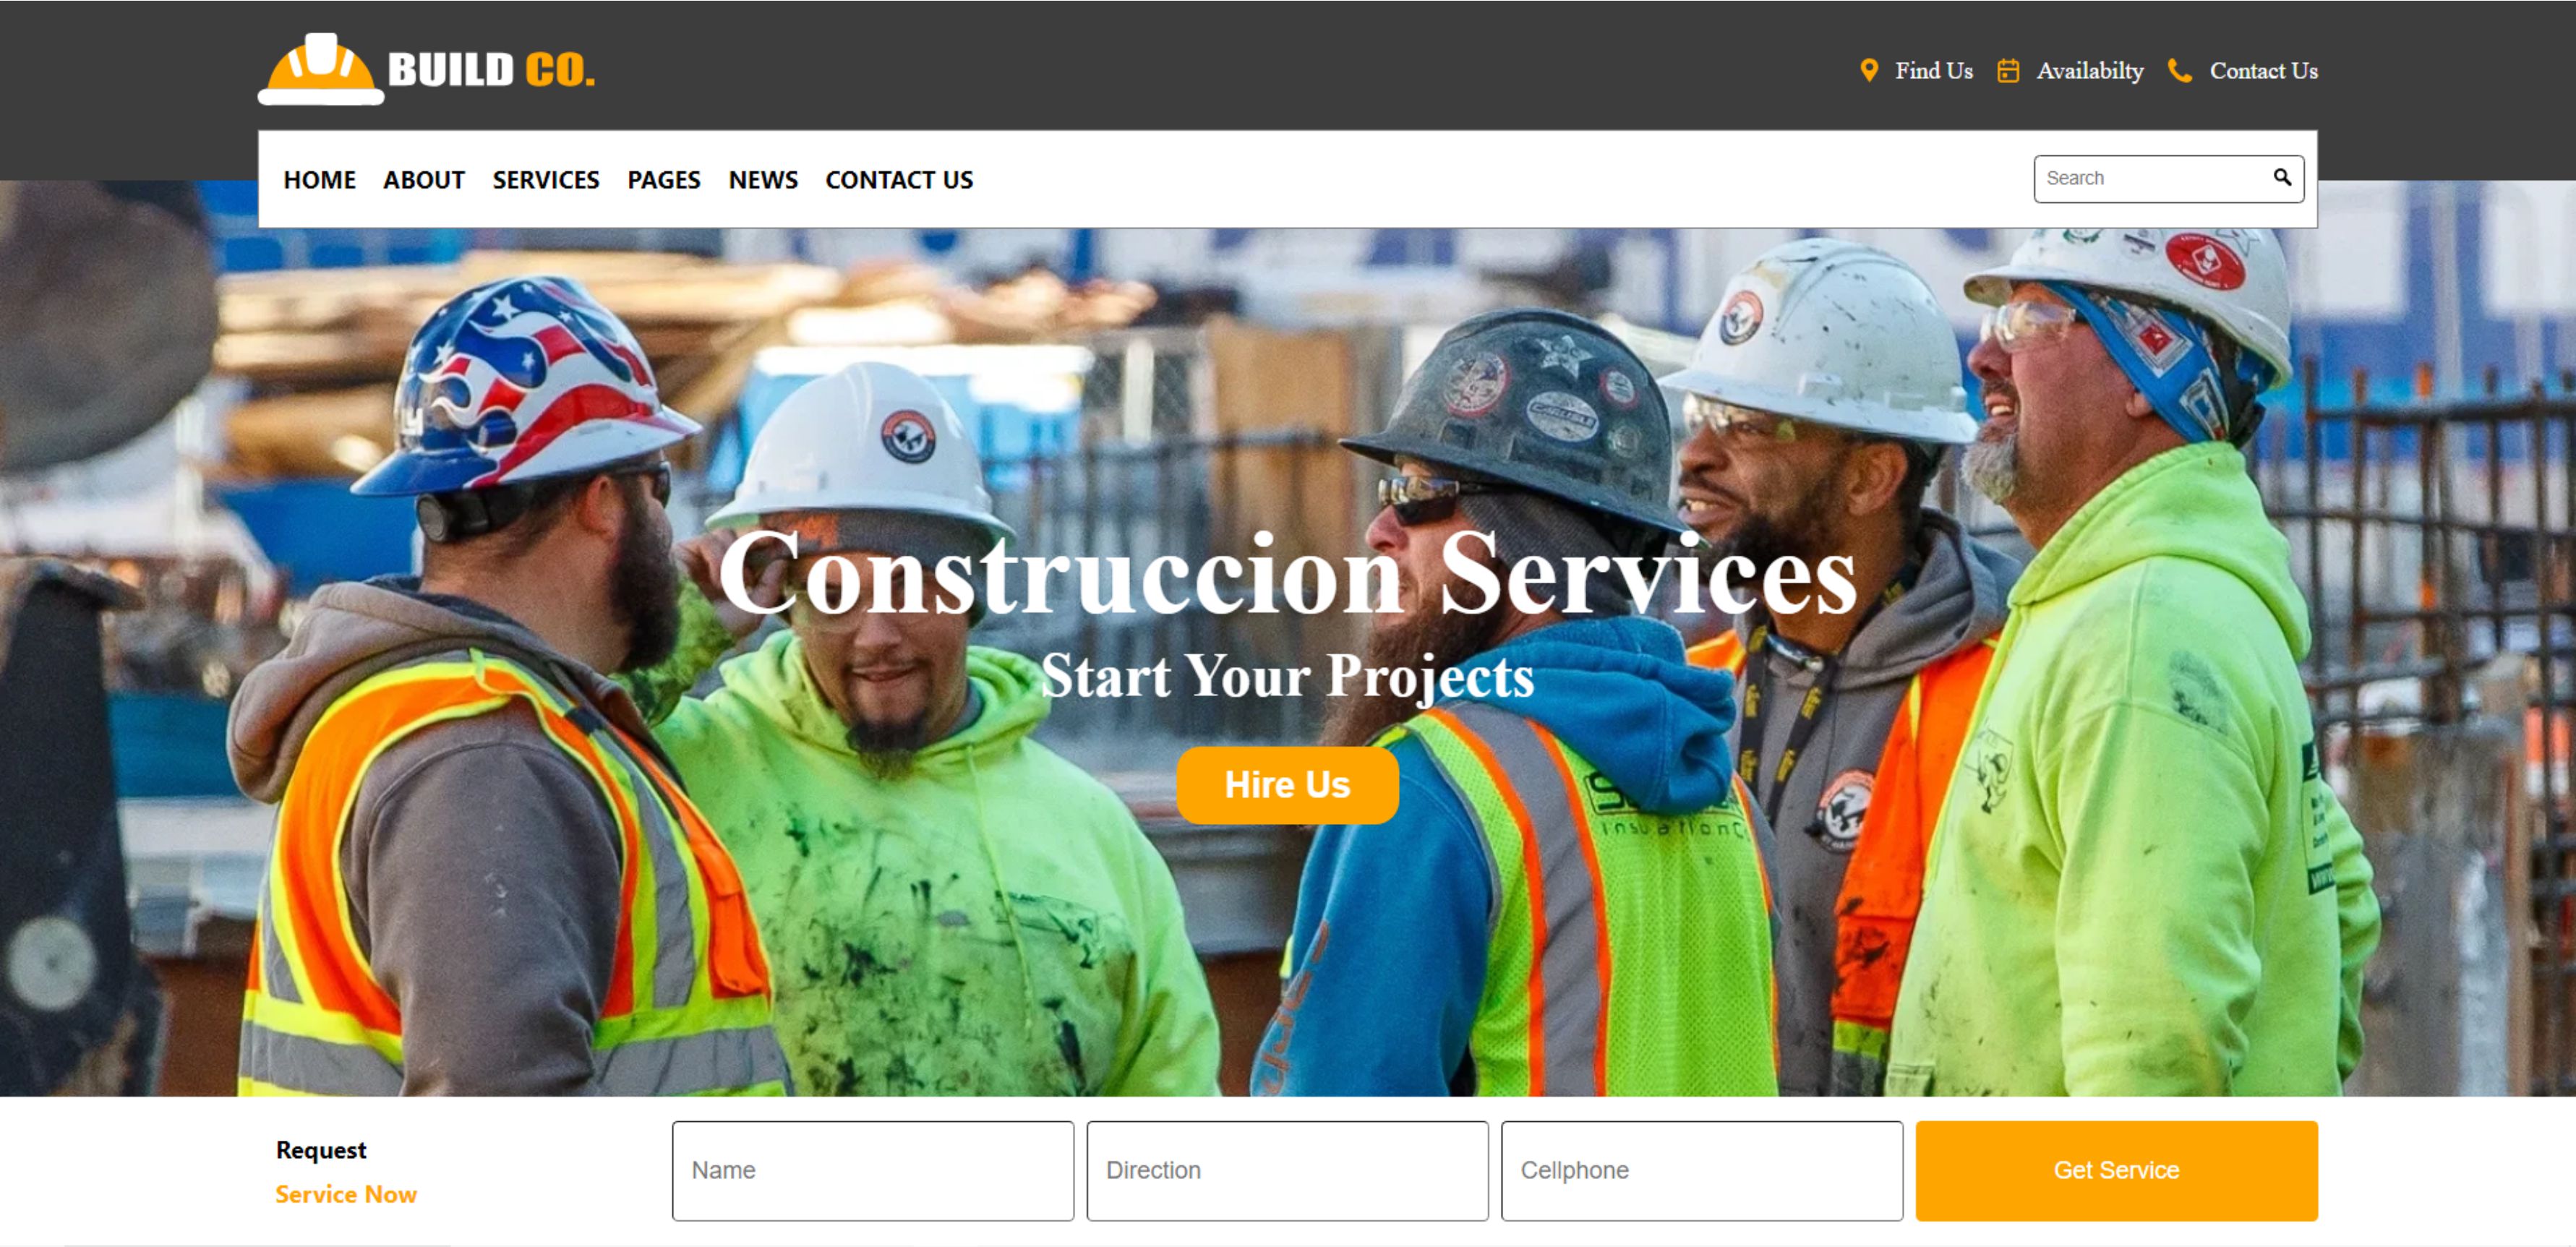 BUILD CO.
Find Us Availabilty Contact Us
HOME ABOUT SERVICES PAGES NEWS CONTACT US
Search
CARLISLE
Construccion Services
Start Your Projects
Hire Us
Request
Service Now
Name
Direction
Cellphone
Get Service